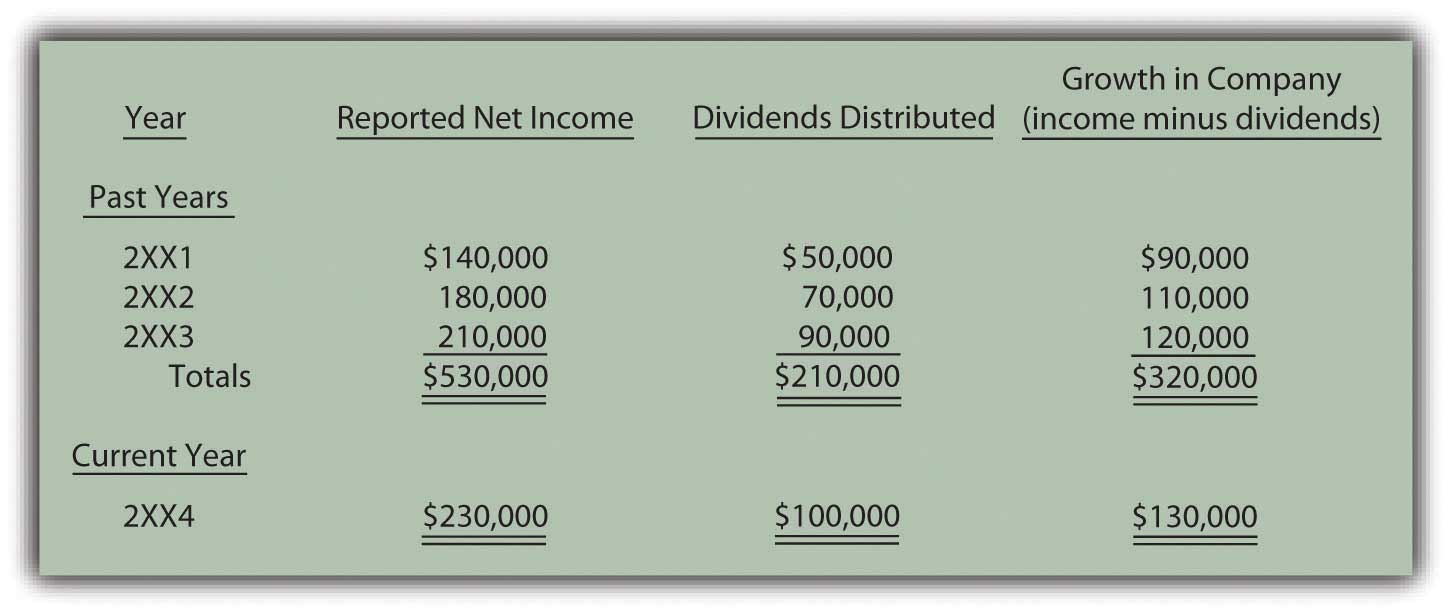 Growth in Company
Year Reported Net Income Dividends Distributed (income minus dividends)
Past Years
2XX1 $140,000 $50,000 $90,000
2XX2 180,000 70,000 110,000
2XX3 210,000 90,000 120,000
Totals $530,000 $210,000 $320,000
Current Year
2XX4 $230,000 $100,000 $130,000